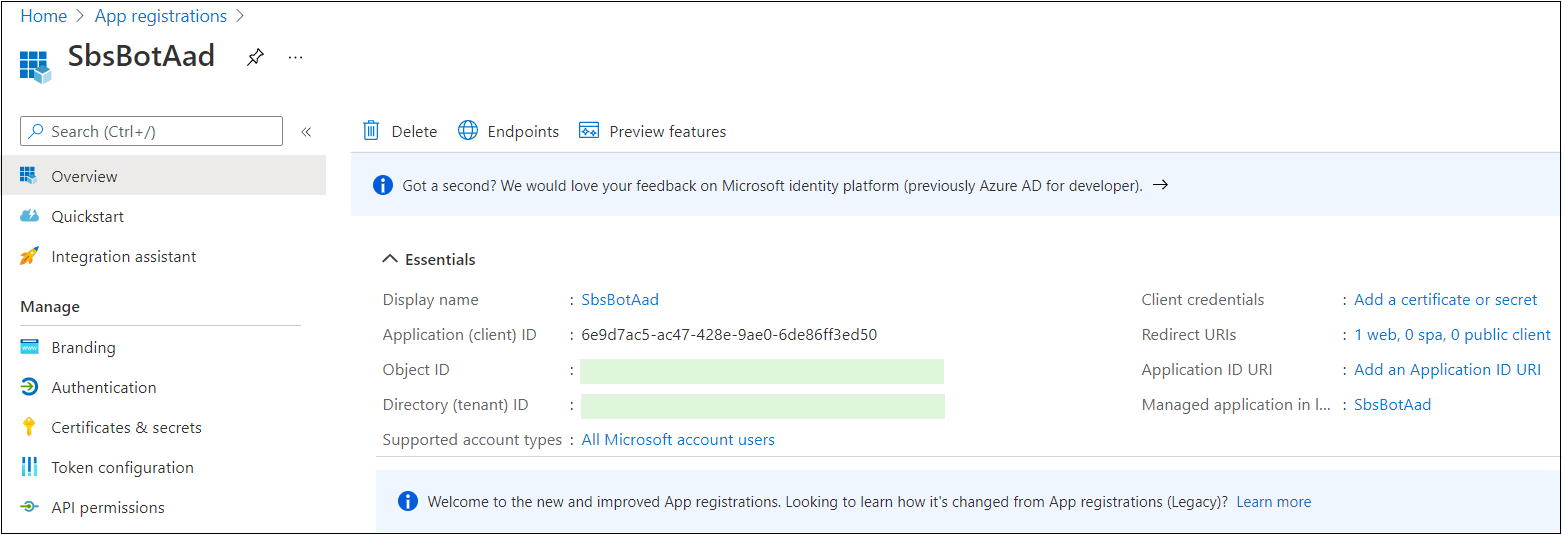 Home > App registrations >
SbsBotAad
Search (Ctrl+/)
Overview
Quickstart
Integration assistant
Manage
Branding
Authentication
Certificates & secrets
Token configuration
API permissions
Delete Endpoints Preview features
Got a second? We would love your feedback on Microsoft identity platform (previously Azure AD for developer). →
Essentials
Display name : SbsBotAad
Application (client) ID : 6e9d7ac5-ac47-428e-9ae0-6de86ff3ed50
Object ID :
Directory (tenant) ID :
Supported account types : All Microsoft account users
Client credentials : Add a certificate or secret
Redirect URIs : 1 web, 0 spa, 0 public client
Application ID URI : Add an Application ID URI
Managed application in l... : SbsBotAad
Welcome to the new and improved App registrations. Looking to learn how it's changed from App registrations (Legacy)? Learn more